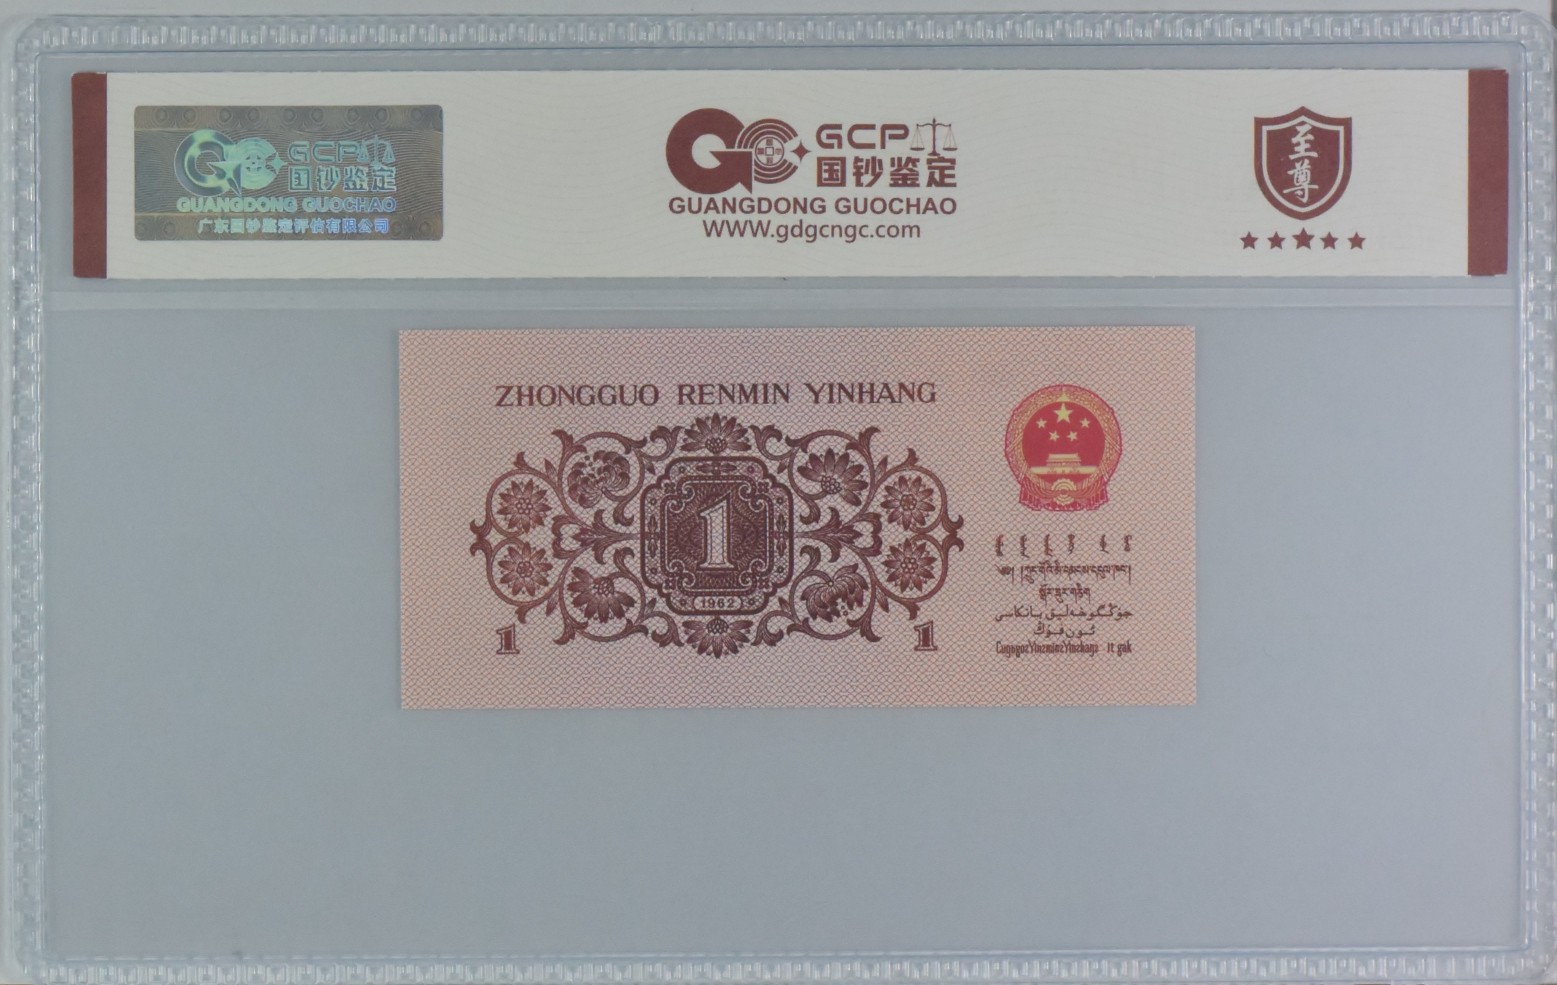 GCP
国钞鉴定
GUANGDONG GUOCHAO
广东国钞鉴定评估有限公司
GCP
国钞鉴定
GUANGDONG GUOCHAO
WWW.gdgcngc.com
至尊
ZHONGGUO RENMIN YINHANG
1
(1962)
1
1
جۇڭگوخەلىق بانكاسى